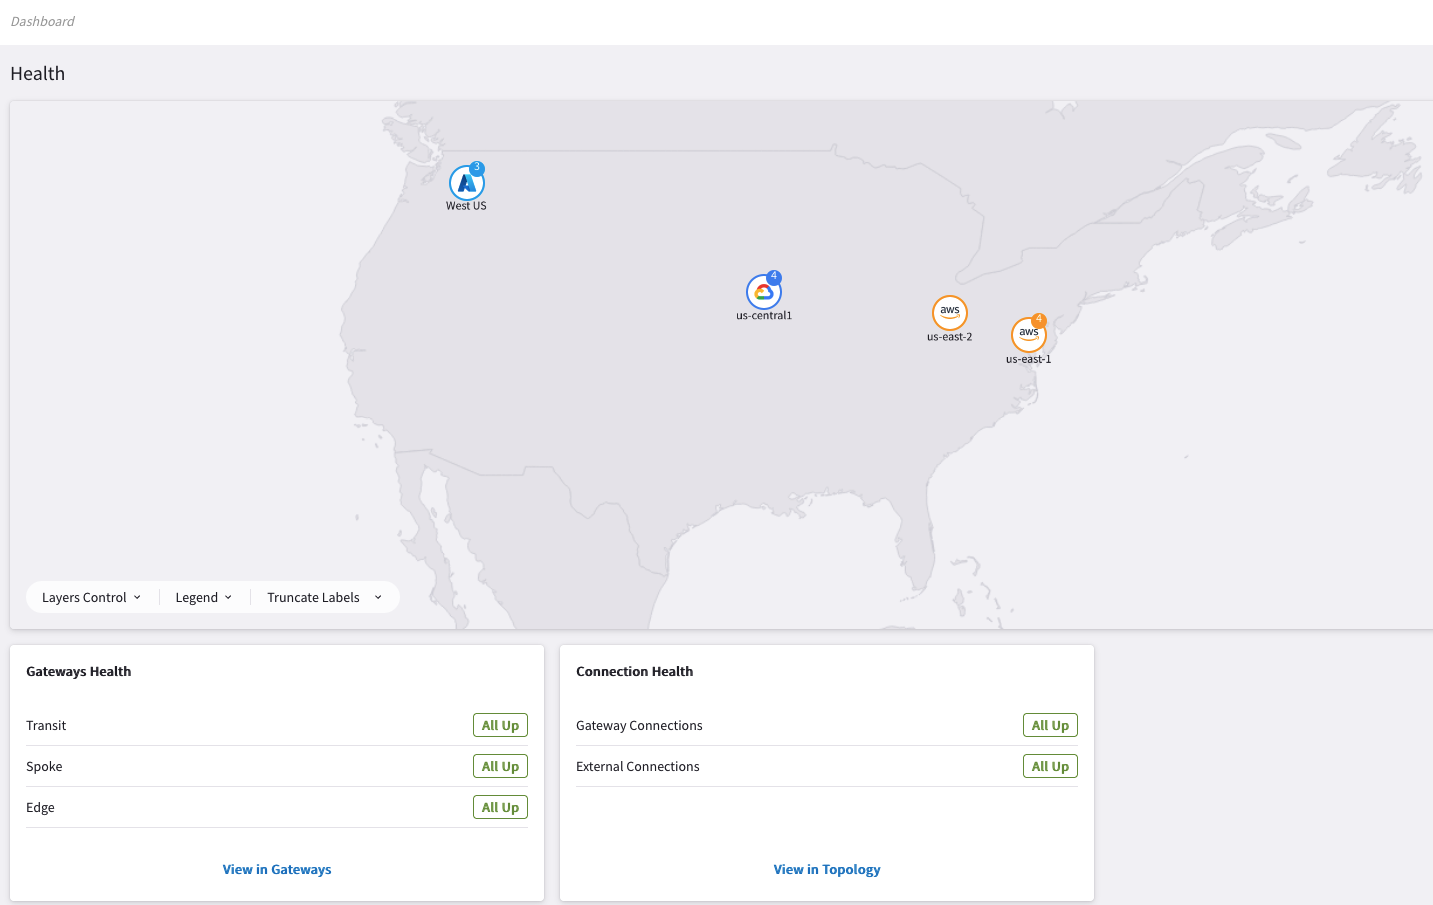 Dashboard
Health
3
West US
4
us-central1
aws
us-east-2
4
aws
us-east-1
Layers Control
Legend
Truncate Labels
Gateways Health
Transit All Up
Spoke All Up
Edge All Up
View in Gateways
Connection Health
Gateway Connections All Up
External Connections All Up
View in Topology